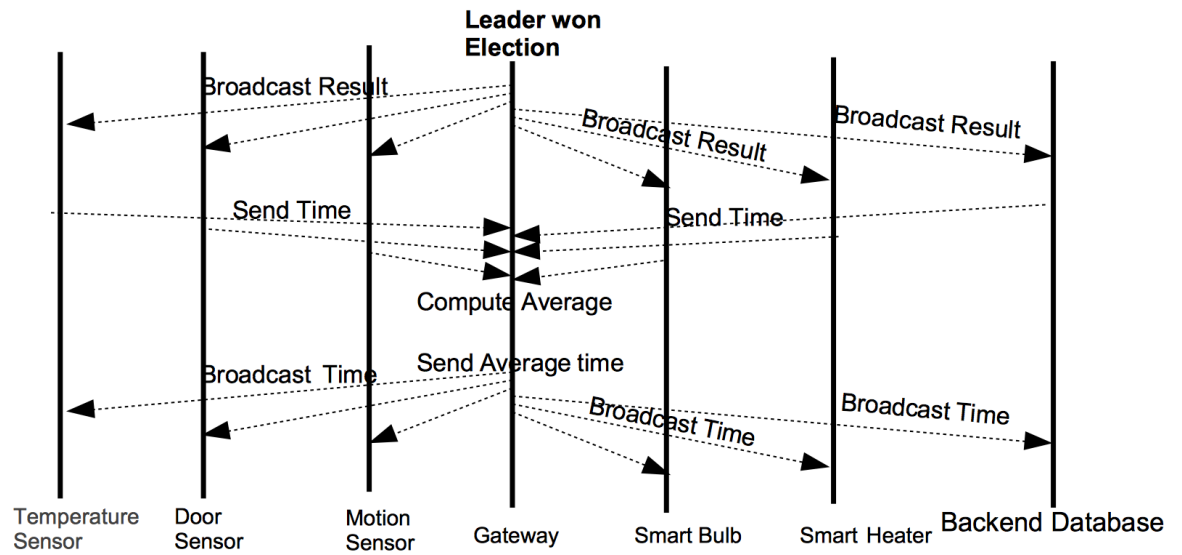 Leader won
Election
Broadcast Result
Broadcast Result
Broadcast Result
Send Time
Send Time
Compute Average
Send Average time
Broadcast Time
Broadcast Time
Broadcast Time
Temperature
Sensor
Door
Sensor
Motion
Sensor
Gateway
Smart Bulb
Smart Heater
Backend Database